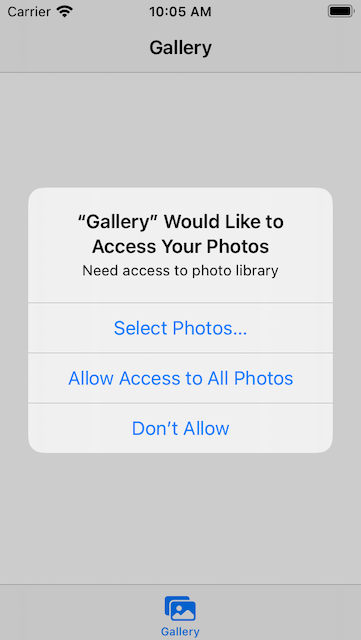 Carrier 10:05 AM
Gallery
“Gallery” Would Like to
Access Your Photos
Need access to photo library
Select Photos...
Allow Access to All Photos
Don’t Allow
Gallery